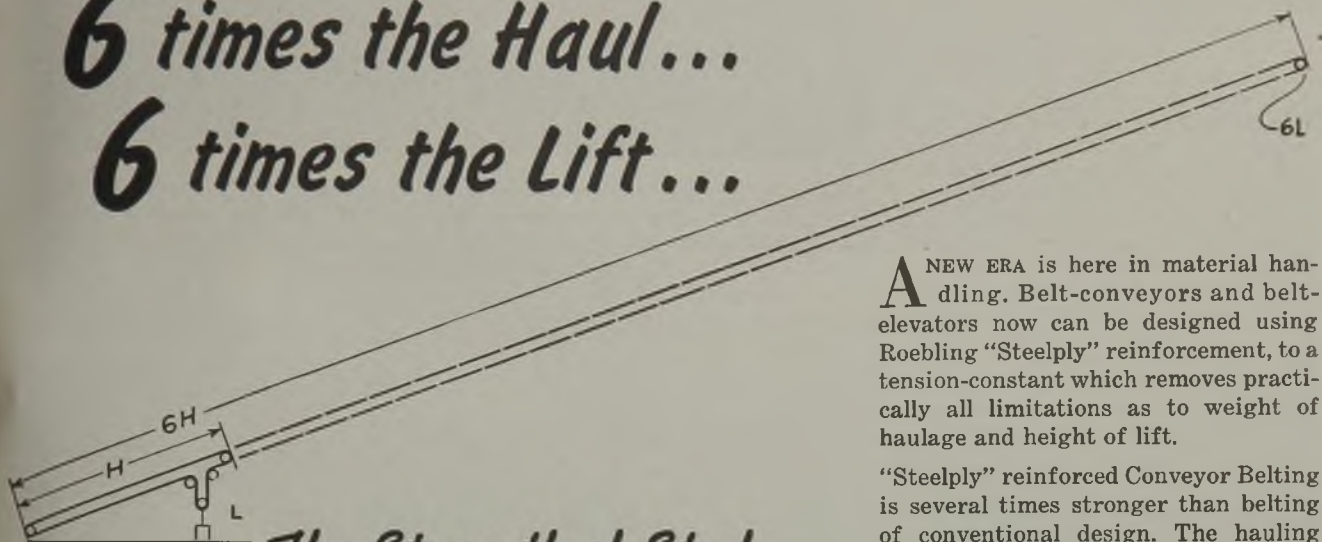 6 times the Haul...
6 times the Lift...
6L
6H
H
L
A NEW ERA is here in material han-
dling. Belt-conveyors and belt-
elevators now can be designed using
Roebling “Steelply” reinforcement, to a
tension-constant which removes practi-
cally all limitations as to weight of
haulage and height of lift.
“Steelply” reinforced Conveyor Belting
is several times stronger than belting
of conventional design. The hauling